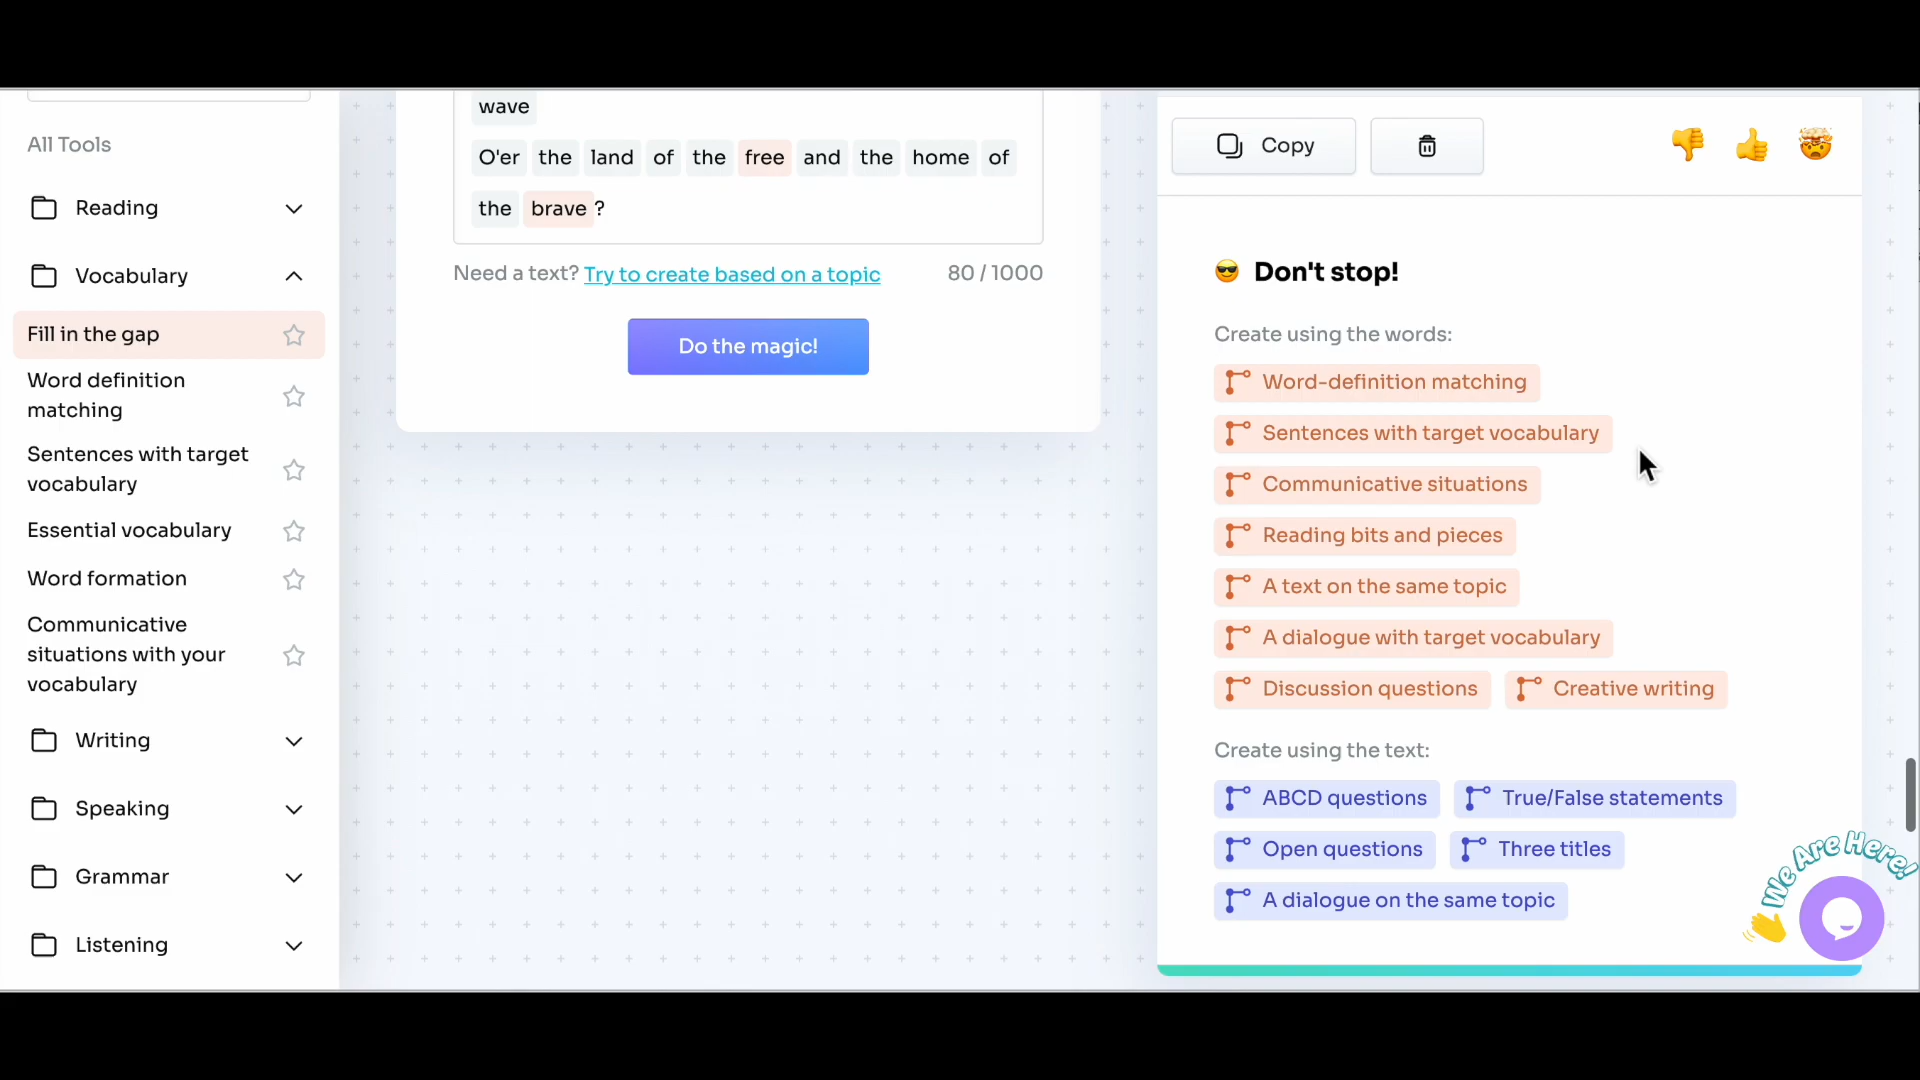 All Tools
Reading
Vocabulary
Fill in the gap
Word definition
matching
Sentences with target
vocabulary
Essential vocabulary
Word formation
Communicative
situations with your
vocabulary
Writing
Speaking
Grammar
Listening
wave
O'er the land of the free and the home of
the brave ?
Need a text? Try to create based on a topic 80 / 1000
Do the magic!
Copy
Don't stop!
Create using the words:
Word-definition matching
Sentences with target vocabulary
Communicative situations
Reading bits and pieces
A text on the same topic
A dialogue with target vocabulary
Discussion questions Creative writing
Create using the text:
ABCD questions True/False statements
Open questions Three titles
A dialogue on the same topic
We Are Here!